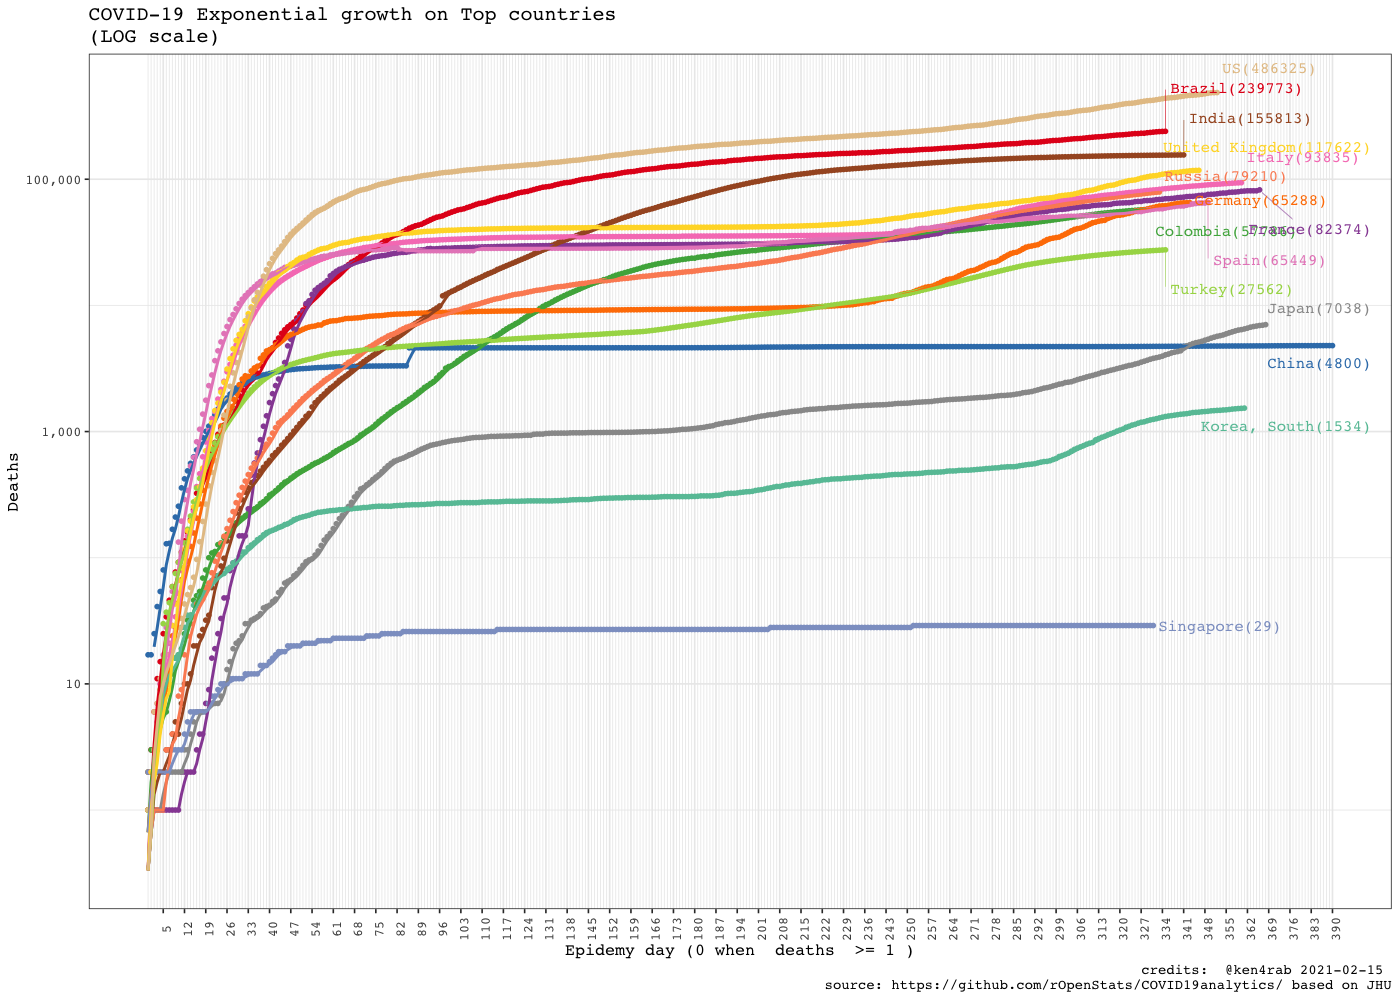 COVID-19 Exponential growth on Top countries
(LOG scale)
US(486325)
Brazil(239773)
India(155813)
United Kingdom(117622)
Italy(93835)
Russia(79210)
Germany(65288)
France(82374)
Colombia(57786)
Spain(65449)
Turkey(27562)
Japan(7038)
China(4800)
Korea, South(1534)
Singapore(29)
Deaths
100,000
1,000
10
5 12 19 26 33 40 47 54 61 68 75 82 89 96 103 110 117 124 131 138 145 152 159 166 173 180 187 194 201 208 215 222 229 236 243 250 257 264 271 278 285 292 299 306 313 320 327 334 341 348 355 362 369 376 383 390
Epidemy day (0 when deaths >= 1 )
credits: @ken4rab 2021-02-15
source: https://github.com/rOpenStats/COVID19analytics/ based on JHU